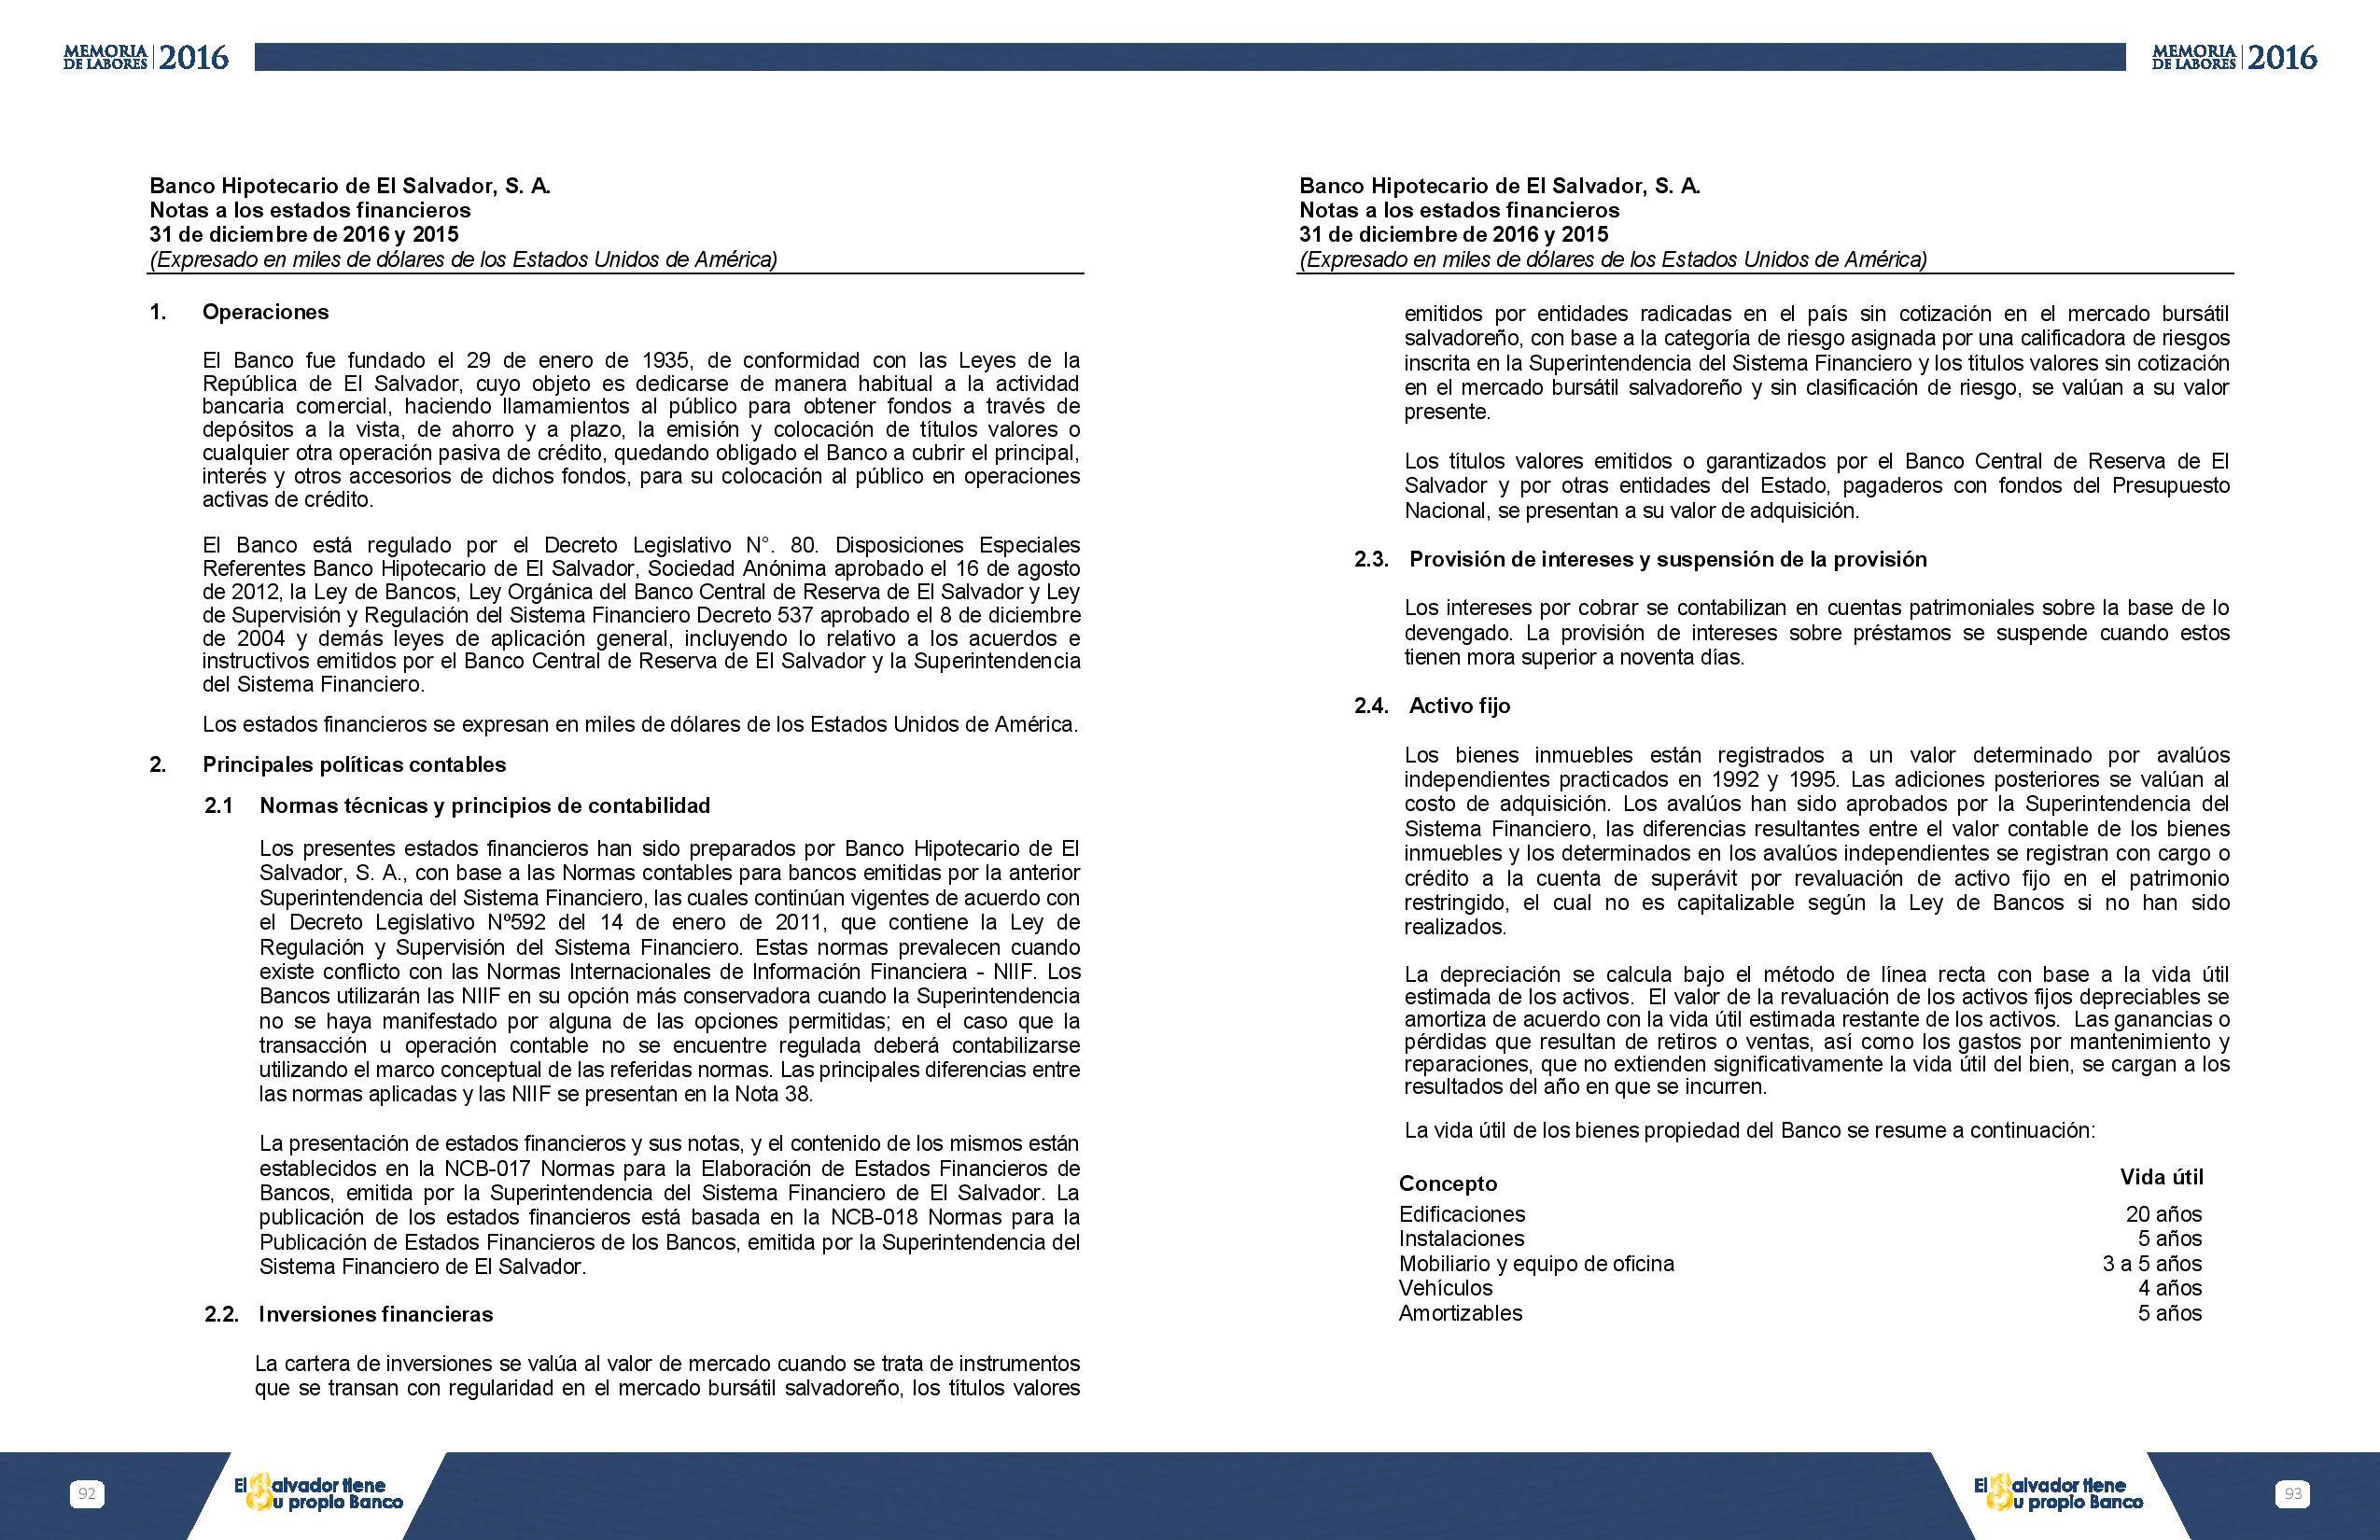 MEMORIA
DE LABORES 2016
Banco Hipotecario de El Salvador, S. A.
Notas a los estados financieros
31 de diciembre de 2016 y 2015
(Expresado en miles de dólares de los Estados Unidos de América)
1. Operaciones
El Banco fue fundado el 29 de enero de 1935, de conformidad con las Leyes de la
República de El Salvador, cuyo objeto es dedicarse de manera habitual a la actividad
bancaria comercial, haciendo llamamientos al público para obtener fondos a través de
depósitos a la vista, de ahorro y a plazo, la emisión y colocación de títulos valores o
cualquier otra operación pasiva de crédito, quedando obligado el Banco a cubrir el principal,
interés y otros accesorios de dichos fondos, para su colocación al público en operaciones
activas de crédito.
El Banco está regulado por el Decreto Legislativo N°. 80. Disposiciones Especiales
Referentes Banco Hipotecario de El Salvador, Sociedad Anónima aprobado el 16 de agosto
de 2012, la Ley de Bancos, Ley Orgánica del Banco Central de Reserva de El Salvador y Ley
de Supervisión y Regulación del Sistema Financiero Decreto 537 aprobado el 8 de diciembre
de 2004 y demás leyes de aplicación general, incluyendo lo relativo a los acuerdos e
instructivos emitidos por el Banco Central de Reserva de El Salvador y la Superintendencia
del Sistema Financiero.
Los estados financieros se expresan en miles de dólares de los Estados Unidos de América.
2. Principales políticas contables
2.1 Normas técnicas y principios de contabilidad
Los presentes estados financieros han sido preparados por Banco Hipotecario de El
Salvador, S. A., con base a las Normas contables para bancos emitidas por la anterior
Superintendencia del Sistema Financiero, las cuales continúan vigentes de acuerdo con
el Decreto Legislativo Nº592 del 14 de enero de 2011, que contiene la Ley de
Regulación y Supervisión del Sistema Financiero. Estas normas prevalecen cuando
existe conflicto con las Normas Internacionales de Información Financiera - NIIF. Los
Bancos utilizarán las NIIF en su opción más conservadora cuando la Superintendencia
no se haya manifestado por alguna de las opciones permitidas; en el caso que la
transacción u operación contable no se encuentre regulada deberá contabilizarse
utilizando el marco conceptual de las referidas normas. Las principales diferencias entre
las normas aplicadas y las NIIF se presentan en la Nota 38.
La presentación de estados financieros y sus notas, y el contenido de los mismos están
establecidos en la NCB-017 Normas para la Elaboración de Estados Financieros de
Bancos, emitida por la Superintendencia del Sistema Financiero de El Salvador. La
publicación de los estados financieros está basada en la NCB-018 Normas para la
Publicación de Estados Financieros de los Bancos, emitida por la Superintendencia del
Sistema Financiero de El Salvador.
2.2. Inversiones financieras
La cartera de inversiones se valúa al valor de mercado cuando se trata de instrumentos
que se transan con regularidad en el mercado bursátil salvadoreño, los títulos valores
92
El Salvador tiene
Su propio Banco
MEMORIA
DE LABORES 2016
Banco Hipotecario de El Salvador, S. A.
Notas a los estados financieros
31 de diciembre de 2016 y 2015
(Expresado en miles de dólares de los Estados Unidos de América)
emitidos por entidades radicadas en el país sin cotización en el mercado bursátil
salvadoreño, con base a la categoría de riesgo asignada por una calificadora de riesgos
inscrita en la Superintendencia del Sistema Financiero y los títulos valores sin cotización
en el mercado bursátil salvadoreño y sin clasificación de riesgo, se valúan a su valor
presente.
Los títulos valores emitidos o garantizados por el Banco Central de Reserva de El
Salvador y por otras entidades del Estado, pagaderos con fondos del Presupuesto
Nacional, se presentan a su valor de adquisición.
2.3. Provisión de intereses y suspensión de la provisión
Los intereses por cobrar se contabilizan en cuentas patrimoniales sobre la base de lo
devengado. La provisión de intereses sobre préstamos se suspende cuando estos
tienen mora superior a noventa días.
2.4. Activo fijo
Los bienes inmuebles están registrados a un valor determinado por avalúos
independientes practicados en 1992 y 1995. Las adiciones posteriores se valúan al
costo de adquisición. Los avalúos han sido aprobados por la Superintendencia del
Sistema Financiero, las diferencias resultantes entre el valor contable de los bienes
inmuebles y los determinados en los avalúos independientes se registran con cargo o
crédito a la cuenta de superávit por revaluación de activo fijo en el patrimonio
restringido, el cual no es capitalizable según la Ley de Bancos si no han sido
realizados.
La depreciación se calcula bajo el método de línea recta con base a la vida útil
estimada de los activos. El valor de la revaluación de los activos fijos depreciables se
amortiza de acuerdo con la vida útil estimada restante de los activos. Las ganancias o
pérdidas que resultan de retiros o ventas, así como los gastos por mantenimiento y
reparaciones, que no extienden significativamente la vida útil del bien, se cargan a los
resultados del año en que se incurren.
La vida útil de los bienes propiedad del Banco se resume a continuación:
Concepto Vida útil
Edificaciones 20 años
Instalaciones 5 años
Mobiliario y equipo de oficina 3 a 5 años
Vehículos 4 años
Amortizables 5 años
El Salvador tiene
Su propio Banco
93